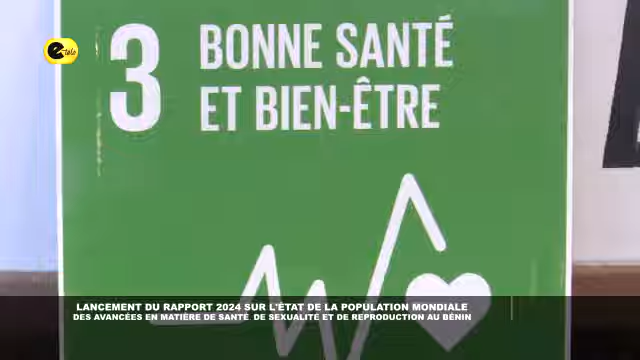 e télé
3 BONNE SANTÉ
ET BIEN-ÊTRE
LANCEMENT DU RAPPORT 2024 SUR L'ÉTAT DE LA POPULATION MONDIALE
DES AVANCÉES EN MATIÈRE DE SANTÉ DE SEXUALITÉ ET DE REPRODUCTION AU BÉNIN